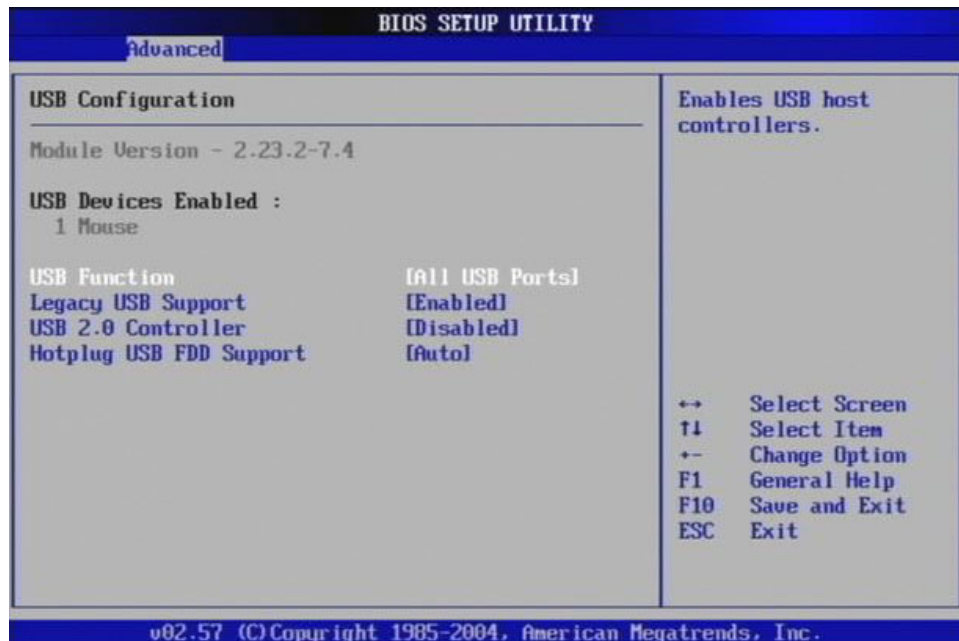 BIOS SETUP UTILITY
Advanced
USB Configuration
Module Version - 2.23.2-7.4
USB Devices Enabled :
1 Mouse
USB Function [All USB Ports]
Legacy USB Support [Enabled]
USB 2.0 Controller [Disabled]
Hotplug USB FDD Support [Auto]
Enables USB host
controllers.
←→ Select Screen
↑↓ Select Item
+- Change Option
F1 General Help
F10 Save and Exit
ESC Exit
v02.57 (C)Copyright 1985-2004, American Megatrends, Inc.